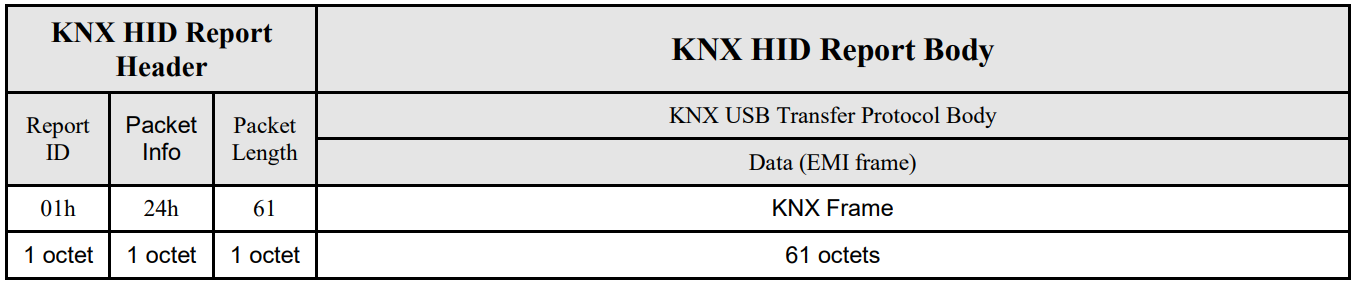 KNX HID Report
Header
KNX HID Report Body
Report
ID
Packet
Info
Packet
Length
KNX USB Transfer Protocol Body
Data (EMI frame)
01h
24h
61
KNX Frame
1 octet
1 octet
1 octet
61 octets